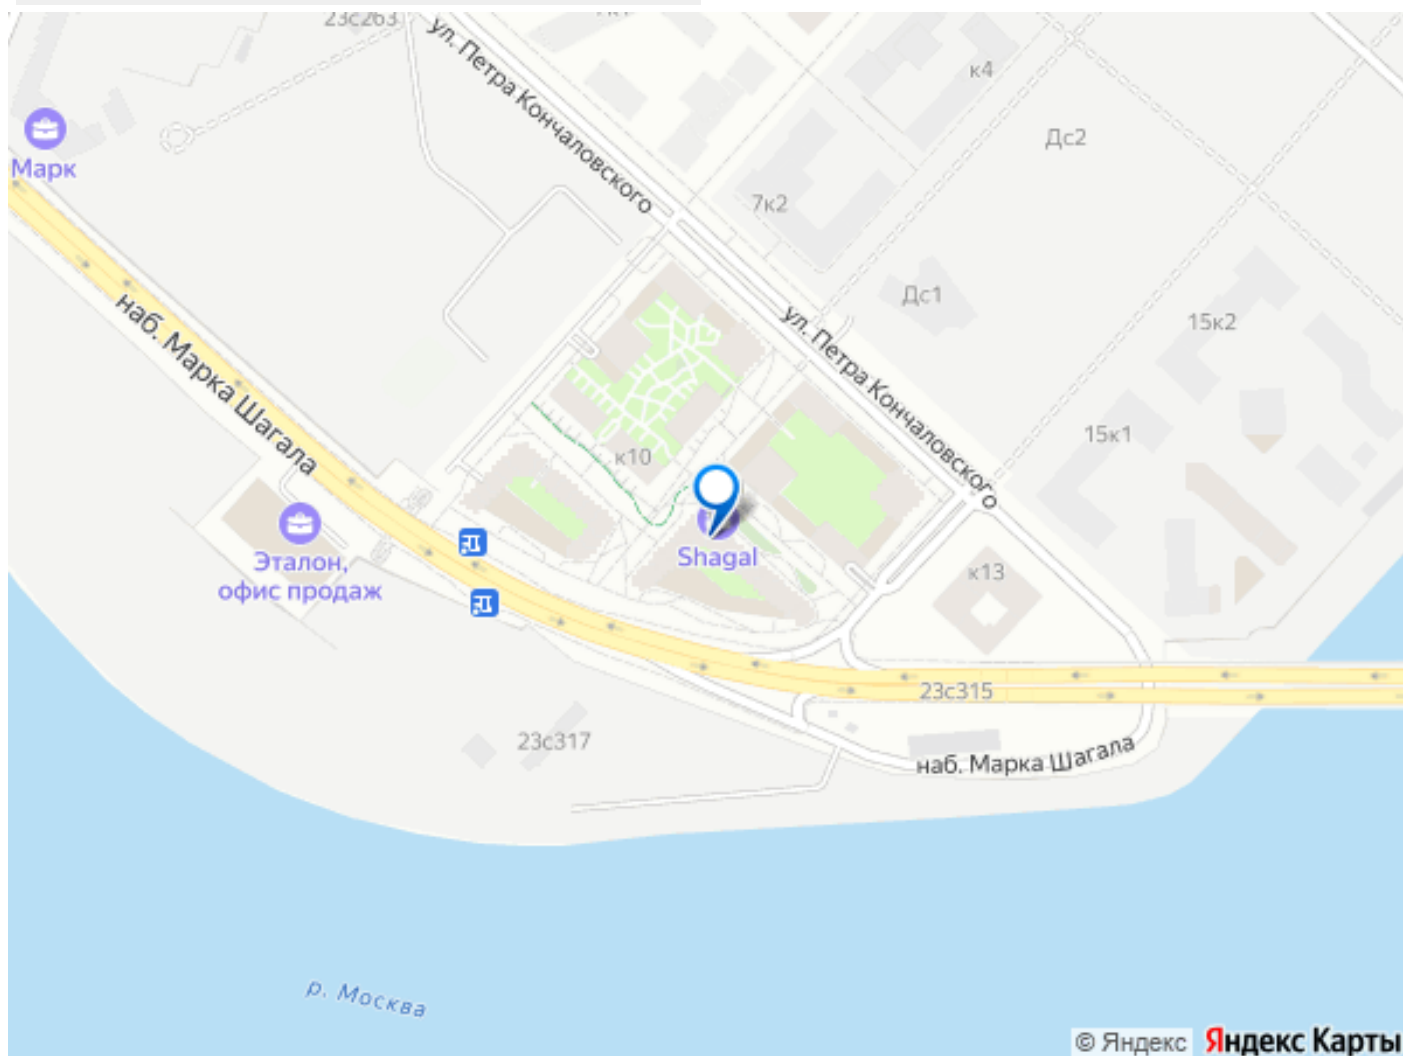 23с263
ул. Петра Кончаловского
к4
Марк
Дс2
7к2
Дс1
ул. Петра Кончаловского
15к2
наб. Марка Шагала
15к1
к10
Shagal
Эталон,
офис продаж
к13
23с315
23с317
наб. Марка Шагала
р. Москва
© Яндекс Яндекс Карты